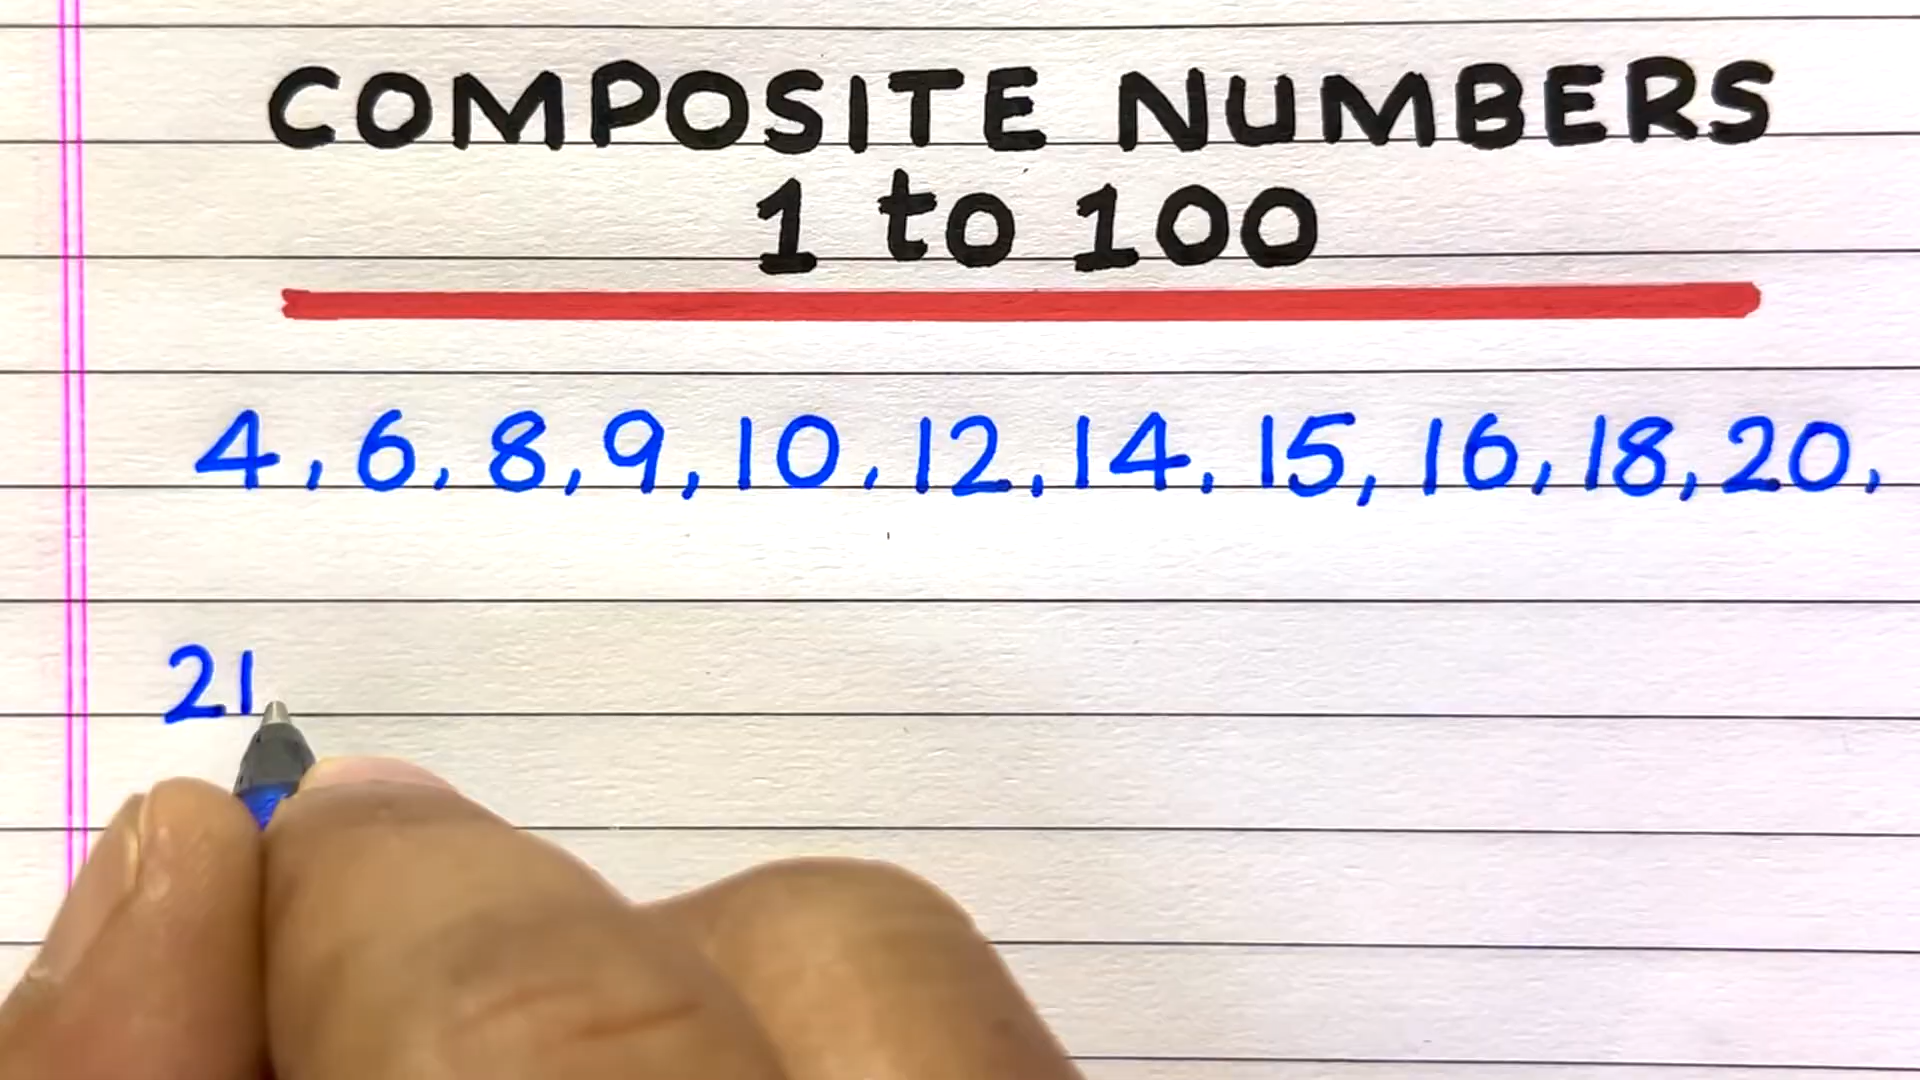 COMPOSITE NUMBERS
1 to 100
4, 6, 8, 9, 10, 12, 14, 15, 16, 18, 20,
21